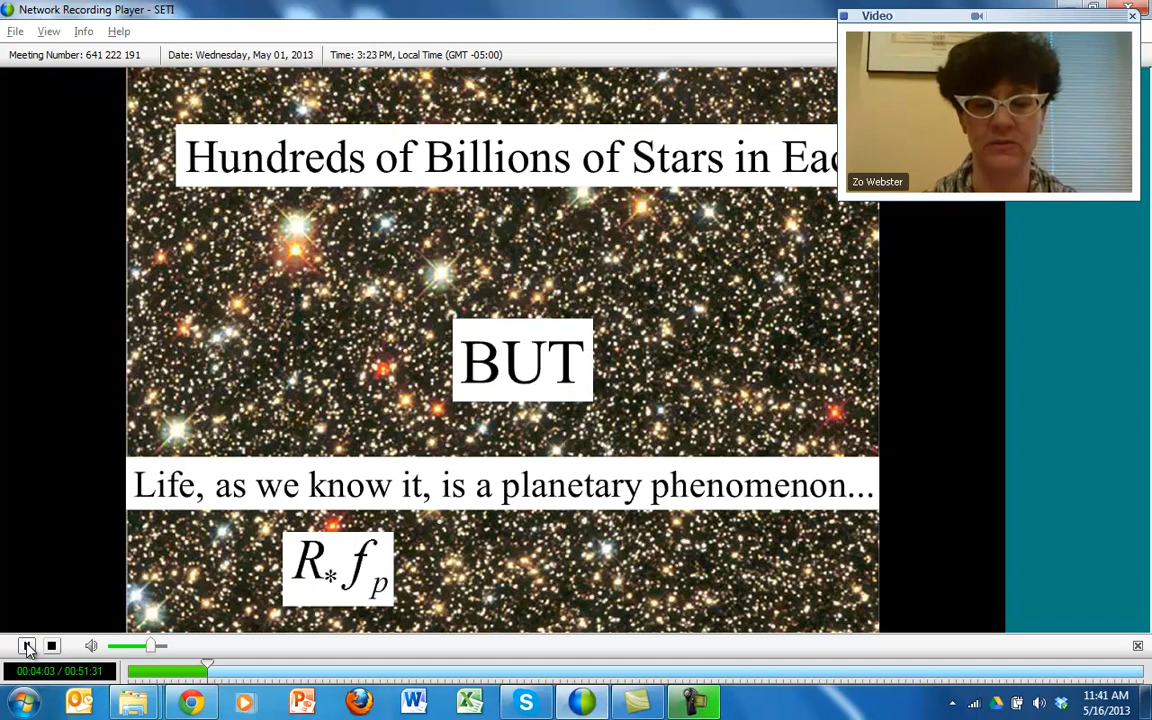 Network Recording Player - SETI
Video
File View Info Help
Meeting Number: 641 222 191 Date: Wednesday, May 01, 2013 Time: 3:23 PM, Local Time (GMT -05:00)
Hundreds of Billions of Stars in Eac
Zo Webster
BUT
Life, as we know it, is a planetary phenomenon...
R* fp
00:04:03 / 00:51:31
11:41 AM
5/16/2013